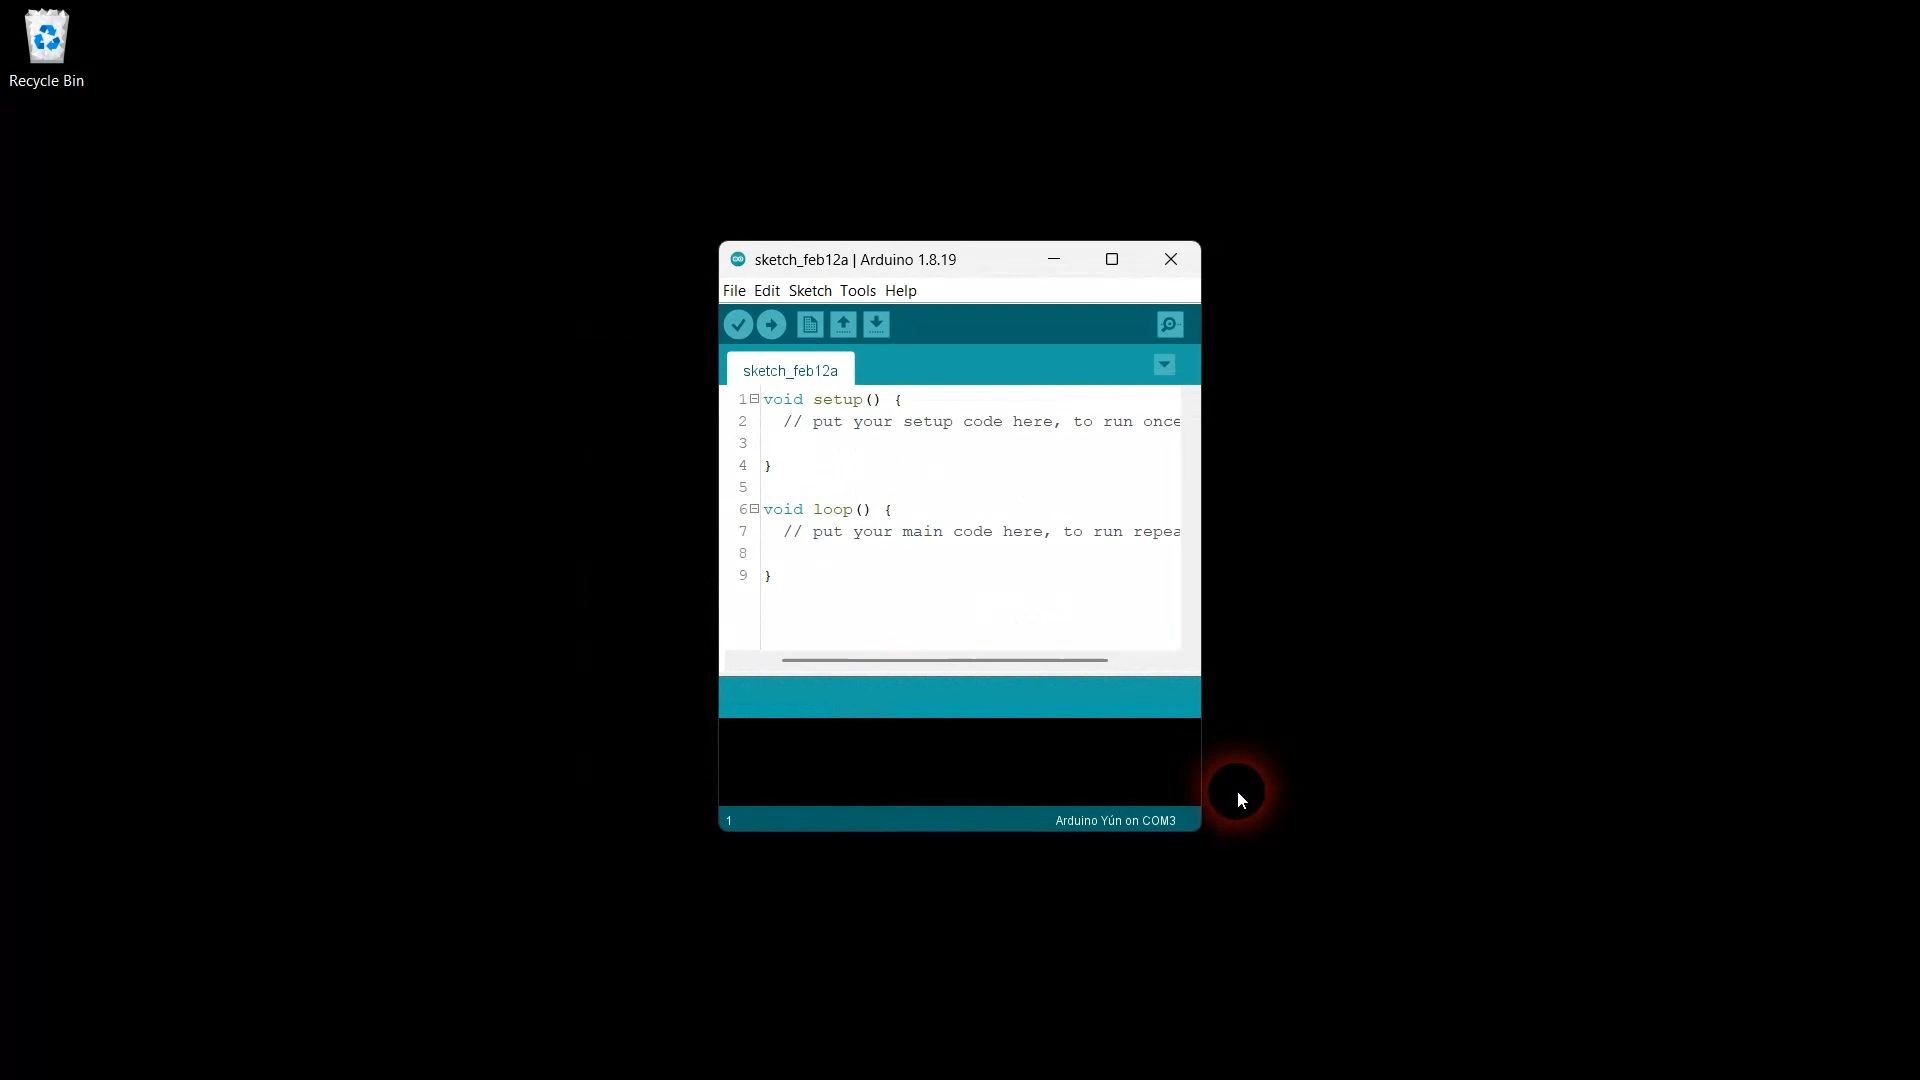 Recycle Bin
sketch_feb12a | Arduino 1.8.19
File Edit Sketch Tools Help
sketch_feb12a
1 void setup() {
2 // put your setup code here, to run once
3
4 }
5
6 void loop() {
7 // put your main code here, to run repea
8
9 }
1 Arduino Yún on COM3